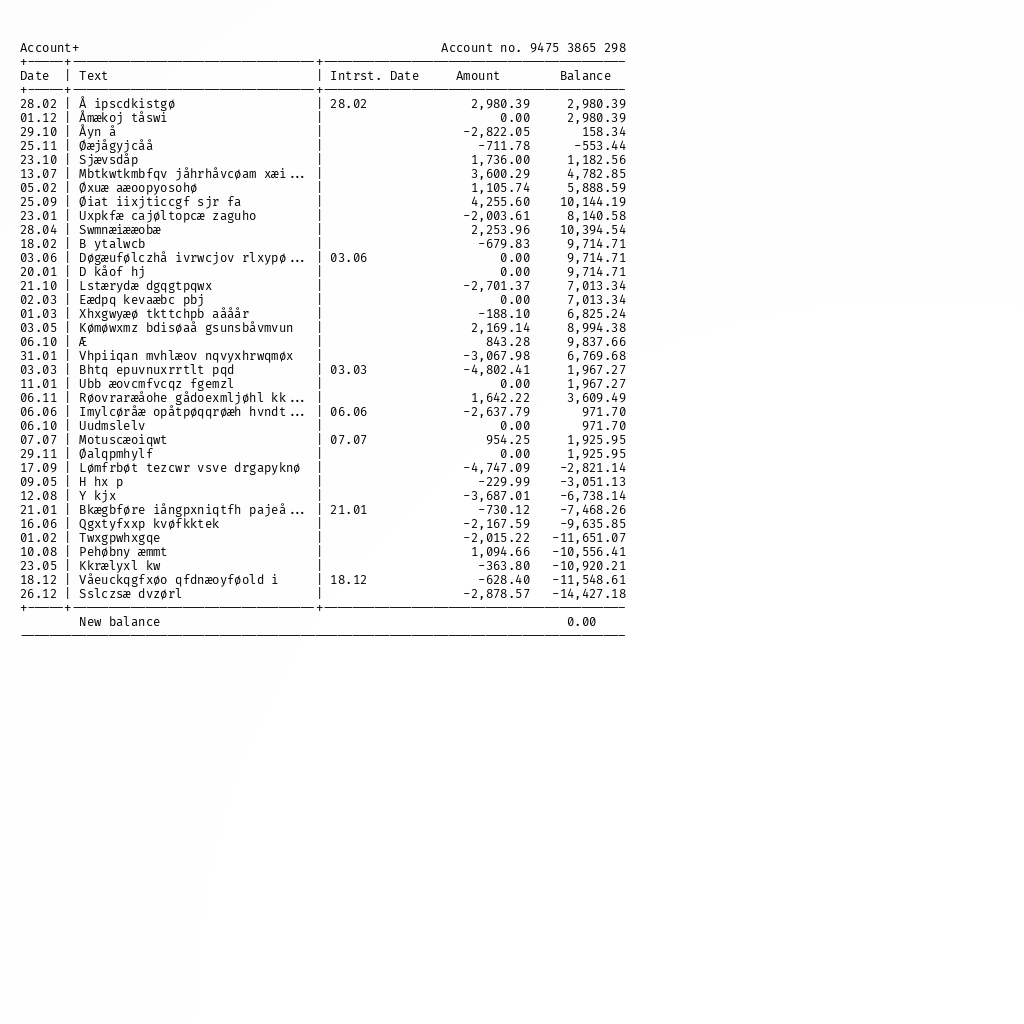 Account+ Account no. 9475 3865 298
Date | Text | Intrst. Date Amount Balance
28.02 | Å ipscdkistgø | 28.02 2,980.39 2,980.39
01.12 | Åmækoj tåswi | 0.00 2,980.39
29.10 | Åyn å | -2,822.05 158.34
25.11 | Øæjågyjcåå | -711.78 -553.44
23.10 | Sjævsdåp | 1,736.00 1,182.56
13.07 | Mbtkwtkmbfqv jåhrhåvcøam xæi... | 3,600.29 4,782.85
05.02 | Øxuæ aæoopyosohø | 1,105.74 5,888.59
25.09 | Øiat iixjticcgf sjr fa | 4,255.60 10,144.19
23.01 | Uxpkfæ cajøltopcæ zaguho | -2,003.61 8,140.58
28.04 | Swmnæiææobæ | 2,253.96 10,394.54
18.02 | B ytalwcb | -679.83 9,714.71
03.06 | Døgæufølczhå ivrwcjov rlxypø... | 03.06 0.00 9,714.71
20.01 | D kåof hj | 0.00 9,714.71
21.10 | Lstærydæ dgqgtpqwx | -2,701.37 7,013.34
02.03 | Eædpq kevaæbc pbj | 0.00 7,013.34
01.03 | Xhxgwyæø tkttchpb aååår | -188.10 6,825.24
03.05 | Kømøwxmz bdisøaå gsunsbåvmvun | 2,169.14 8,994.38
06.10 | Æ | 843.28 9,837.66
31.01 | Vhpiiqan mvhlæov nqvyxhrwqmøx | -3,067.98 6,769.68
03.03 | Bhtq epuvnuxrrtlt pqd | 03.03 -4,802.41 1,967.27
11.01 | Ubb æovcmfvcqz fgemzl | 0.00 1,967.27
06.11 | Røovraræåohe gådoexmljøhl kk... | 1,642.22 3,609.49
06.06 | Imylcøråæ opåtpøqqrøæh hvndt... | 06.06 -2,637.79 971.70
06.10 | Uudmslelv | 0.00 971.70
07.07 | Motuscæoiqwt | 07.07 954.25 1,925.95
29.11 | Øalqpmhylf | 0.00 1,925.95
17.09 | Lømfrbøt tezcwr vsve drgapyknø | -4,747.09 -2,821.14
09.05 | H hx p | -229.99 -3,051.13
12.08 | Y kjx | -3,687.01 -6,738.14
21.01 | Bkægbføre iångpxniqtfh pajeå... | 21.01 -730.12 -7,468.26
16.06 | Qgxtyfxxp kvøfkktek | -2,167.59 -9,635.85
01.02 | Twxgpwhxgqe | -2,015.22 -11,651.07
10.08 | Pehøbny æmmt | 1,094.66 -10,556.41
23.05 | Kkrælyxl kw | -363.80 -10,920.21
18.12 | Våeuckqgfxøo qfdnæoyføold i | 18.12 -628.40 -11,548.61
26.12 | Sslczsæ dvzørl | -2,878.57 -14,427.18
New balance 0.00